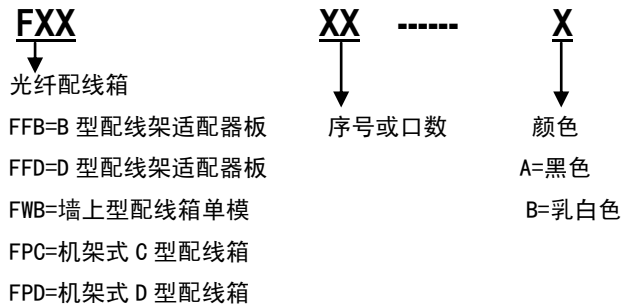 FXX XX ------ X
光纤配线箱
FFB=B 型配线架适配器板 序号或口数 颜色
FFD=D 型配线架适配器板 A=黑色
FWB=墙上型配线箱单模 B=乳白色
FPC=机架式 C 型配线箱
FPD=机架式 D 型配线箱